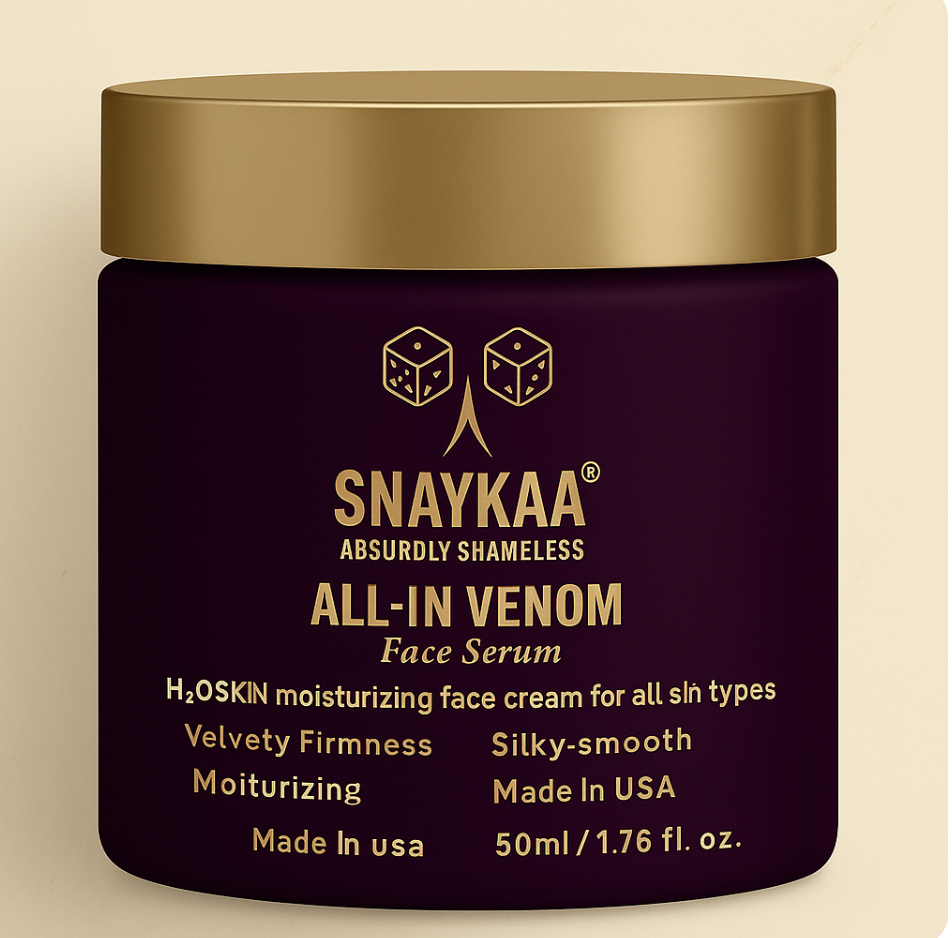 SNAYKAA®
ABSURDLY SHAMELESS
ALL-IN VENOM
Face Serum
H₂OSKIN moisturizing face cream for all sln types
Velvety Firmness Silky-smooth
Moiturizing Made In USA
Made In usa 50ml / 1.76 fl. oz.